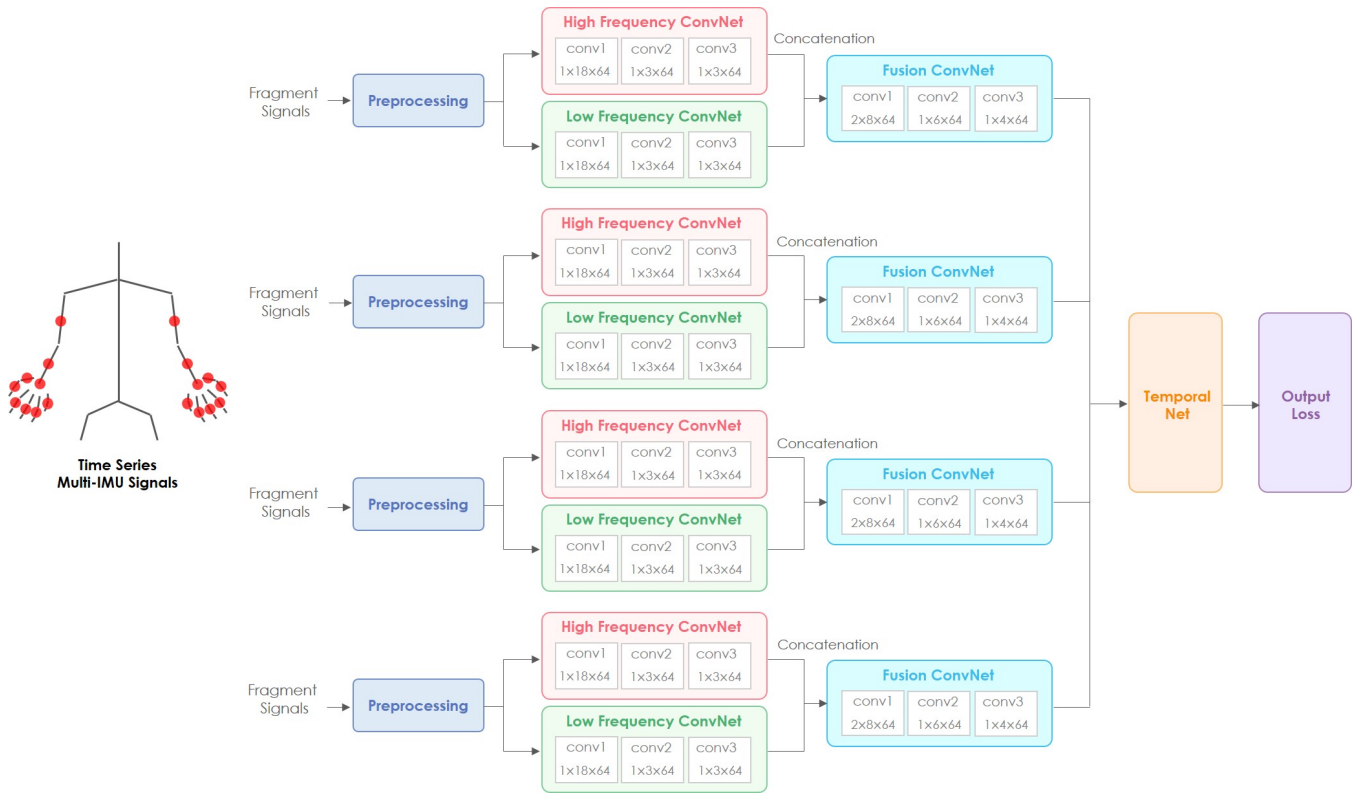 Time Series
Multi-IMU Signals
Fragment
Signals
Preprocessing
High Frequency ConvNet
conv1 conv2 conv3
1×18×64 1×3×64 1×3×64
Low Frequency ConvNet
conv1 conv2 conv3
1×18×64 1×3×64 1×3×64
Concatenation
Fusion ConvNet
conv1 conv2 conv3
2×8×64 1×6×64 1×4×64
Fragment
Signals
Preprocessing
High Frequency ConvNet
conv1 conv2 conv3
1×18×64 1×3×64 1×3×64
Low Frequency ConvNet
conv1 conv2 conv3
1×18×64 1×3×64 1×3×64
Concatenation
Fusion ConvNet
conv1 conv2 conv3
2×8×64 1×6×64 1×4×64
Fragment
Signals
Preprocessing
High Frequency ConvNet
conv1 conv2 conv3
1×18×64 1×3×64 1×3×64
Low Frequency ConvNet
conv1 conv2 conv3
1×18×64 1×3×64 1×3×64
Concatenation
Fusion ConvNet
conv1 conv2 conv3
2×8×64 1×6×64 1×4×64
Fragment
Signals
Preprocessing
High Frequency ConvNet
conv1 conv2 conv3
1×18×64 1×3×64 1×3×64
Low Frequency ConvNet
conv1 conv2 conv3
1×18×64 1×3×64 1×3×64
Concatenation
Fusion ConvNet
conv1 conv2 conv3
2×8×64 1×6×64 1×4×64
Temporal
Net
Output
Loss